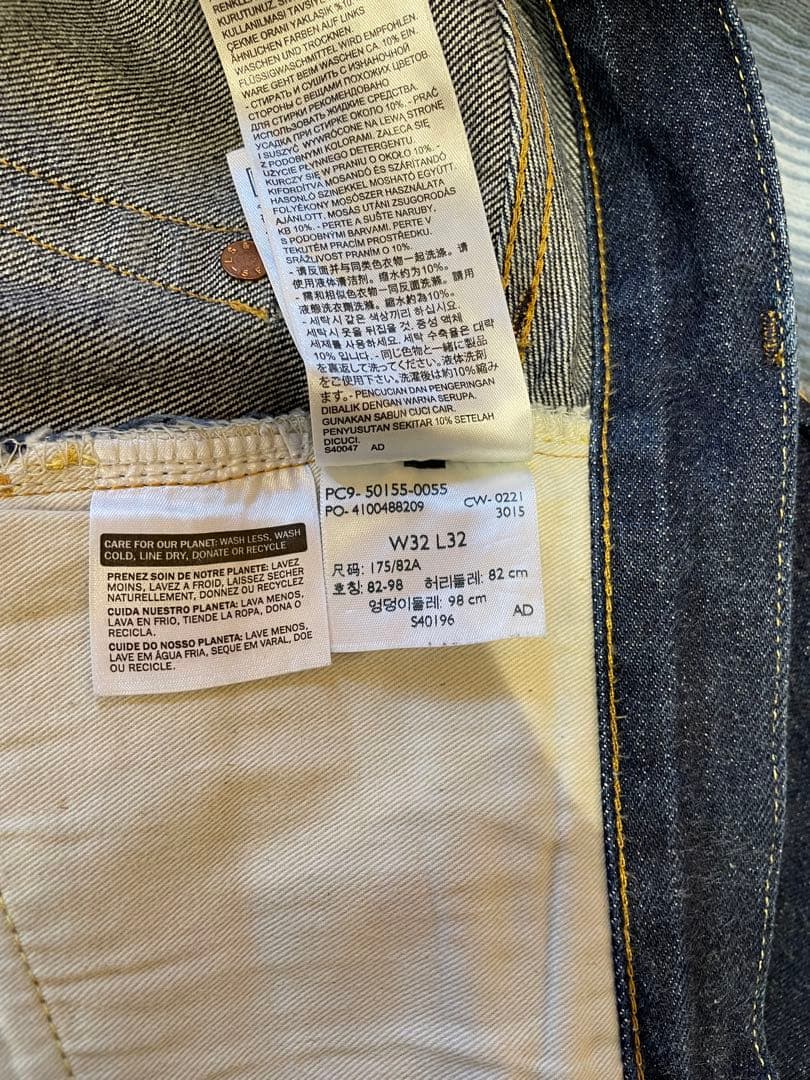 KURUTUNUZ.
KULLANILMASI
ÇEKME ORANI YAKLAŞIK %10.
ÄHNLICHEN FARBEN AUF LINKS
WASCHEN UND TROCKNEN.
FLÜSSIGWASCHMITTEL WIRD EMPFOHLEN.
WARE GEHT BEIM WASCHEN CA. 10% EIN.
- СТИРАТЬ И СУШИТЬ С ИЗНАНОЧНОЙ
СТОРОНЫ С ВЕЩАМИ ПОХОЖИХ ЦВЕТОВ.
ДЛЯ СТИРКИ РЕКОМЕНДОВАНО
ИСПОЛЬЗОВАТЬ ЖИДКИЕ СРЕДСТВА.
УСАДКА ПРИ СТИРКЕ ОКОЛО 10%. - PRAĆ
I SUSZYĆ WYWRÓCONE NA LEWĄ STRONĘ
Z PODOBNYMI KOLORAMI. ZALECA SIĘ
UŻYCIE PŁYNNEGO DETERGENTU.
KURCZY SIĘ W PRANIU O OKOŁO 10%. -
KIFORDÍTVA MOSANDÓ ÉS SZÁRÍTANDÓ
HASONLÓ SZINEKKEL MOSHATÓ EGYÜTT.
FOLYÉKONY MOSÓSZER HASZNÁLATA
AJÁNLOTT. MOSÁS UTÁNI ZSUGORODÁS
KB 10%. - PERTE A SUŠTE NARUBY,
S PODOBNÝMI BARVAMI. PERTE V
TEKUTÉM PRACÍM PROSTŘEDKU.
SRÁŽLIVOST PRANÍM O 10%.
- 请反面并与同类色衣物一起洗涤。请
使用液体清洁剂。缩水约为10%。
- 需和相似色衣物一同反面洗滌。請用
液態洗衣劑洗滌。縮水約為10%。
- 세탁시 같은 색상끼리 하십시요.
세탁시 옷을 뒤집을 것. 중성 액체
세제를 사용하세요. 세탁 수축율은 대략
10% 입니다. - 同じ色物と一緒に製品
を裏返して洗ってください。液体洗剤
をご使用下さい。洗濯後は約10%縮み
ます。- PENCUCIAN DAN PENGERINGAN
DIBALIK DENGAN WARNA SERUPA.
GUNAKAN SABUN CUCI CAIR.
PENYUSUTAN SEKITAR 10% SETELAH
DICUCI.
S40047 AD
PC9- 50155-0055
PO- 4100488209
CW- 0221
3015
W32 L32
尺码: 175/82A
호칭: 82-98 허리둘레: 82 cm
엉덩이둘레: 98 cm
S40196 AD
CARE FOR OUR PLANET: WASH LESS, WASH
COLD, LINE DRY, DONATE OR RECYCLE
PRENEZ SOIN DE NOTRE PLANETE: LAVEZ
MOINS, LAVEZ A FROID, LAISSEZ SECHER
NATURELLEMENT, DONNEZ OU RECYCLEZ
CUIDA NUESTRO PLANETA: LAVA MENOS,
LAVA EN FRIO, TIENDE LA ROPA, DONA O
RECICLA.
CUIDE DO NOSSO PLANETA: LAVE MENOS,
LAVE EM ÁGUA FRIA, SEQUE EM VARAL, DOE
OU RECICLE.